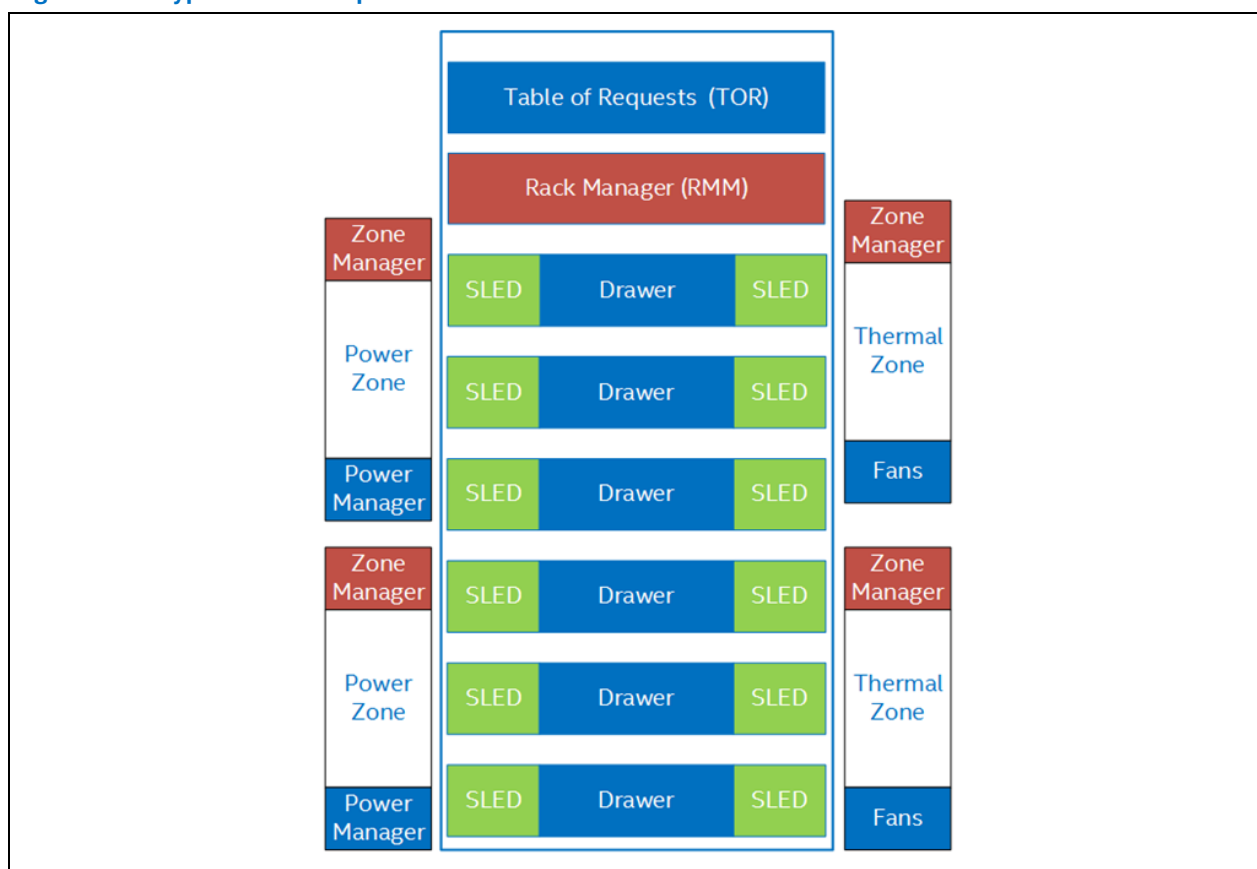 Table of Requests (TOR)
Rack Manager (RMM)
Zone
Manager
Power
Zone
Power
Manager
Zone
Manager
Power
Zone
Power
Manager
SLED Drawer SLED
SLED Drawer SLED
SLED Drawer SLED
SLED Drawer SLED
SLED Drawer SLED
SLED Drawer SLED
Zone
Manager
Thermal
Zone
Fans
Zone
Manager
Thermal
Zone
Fans